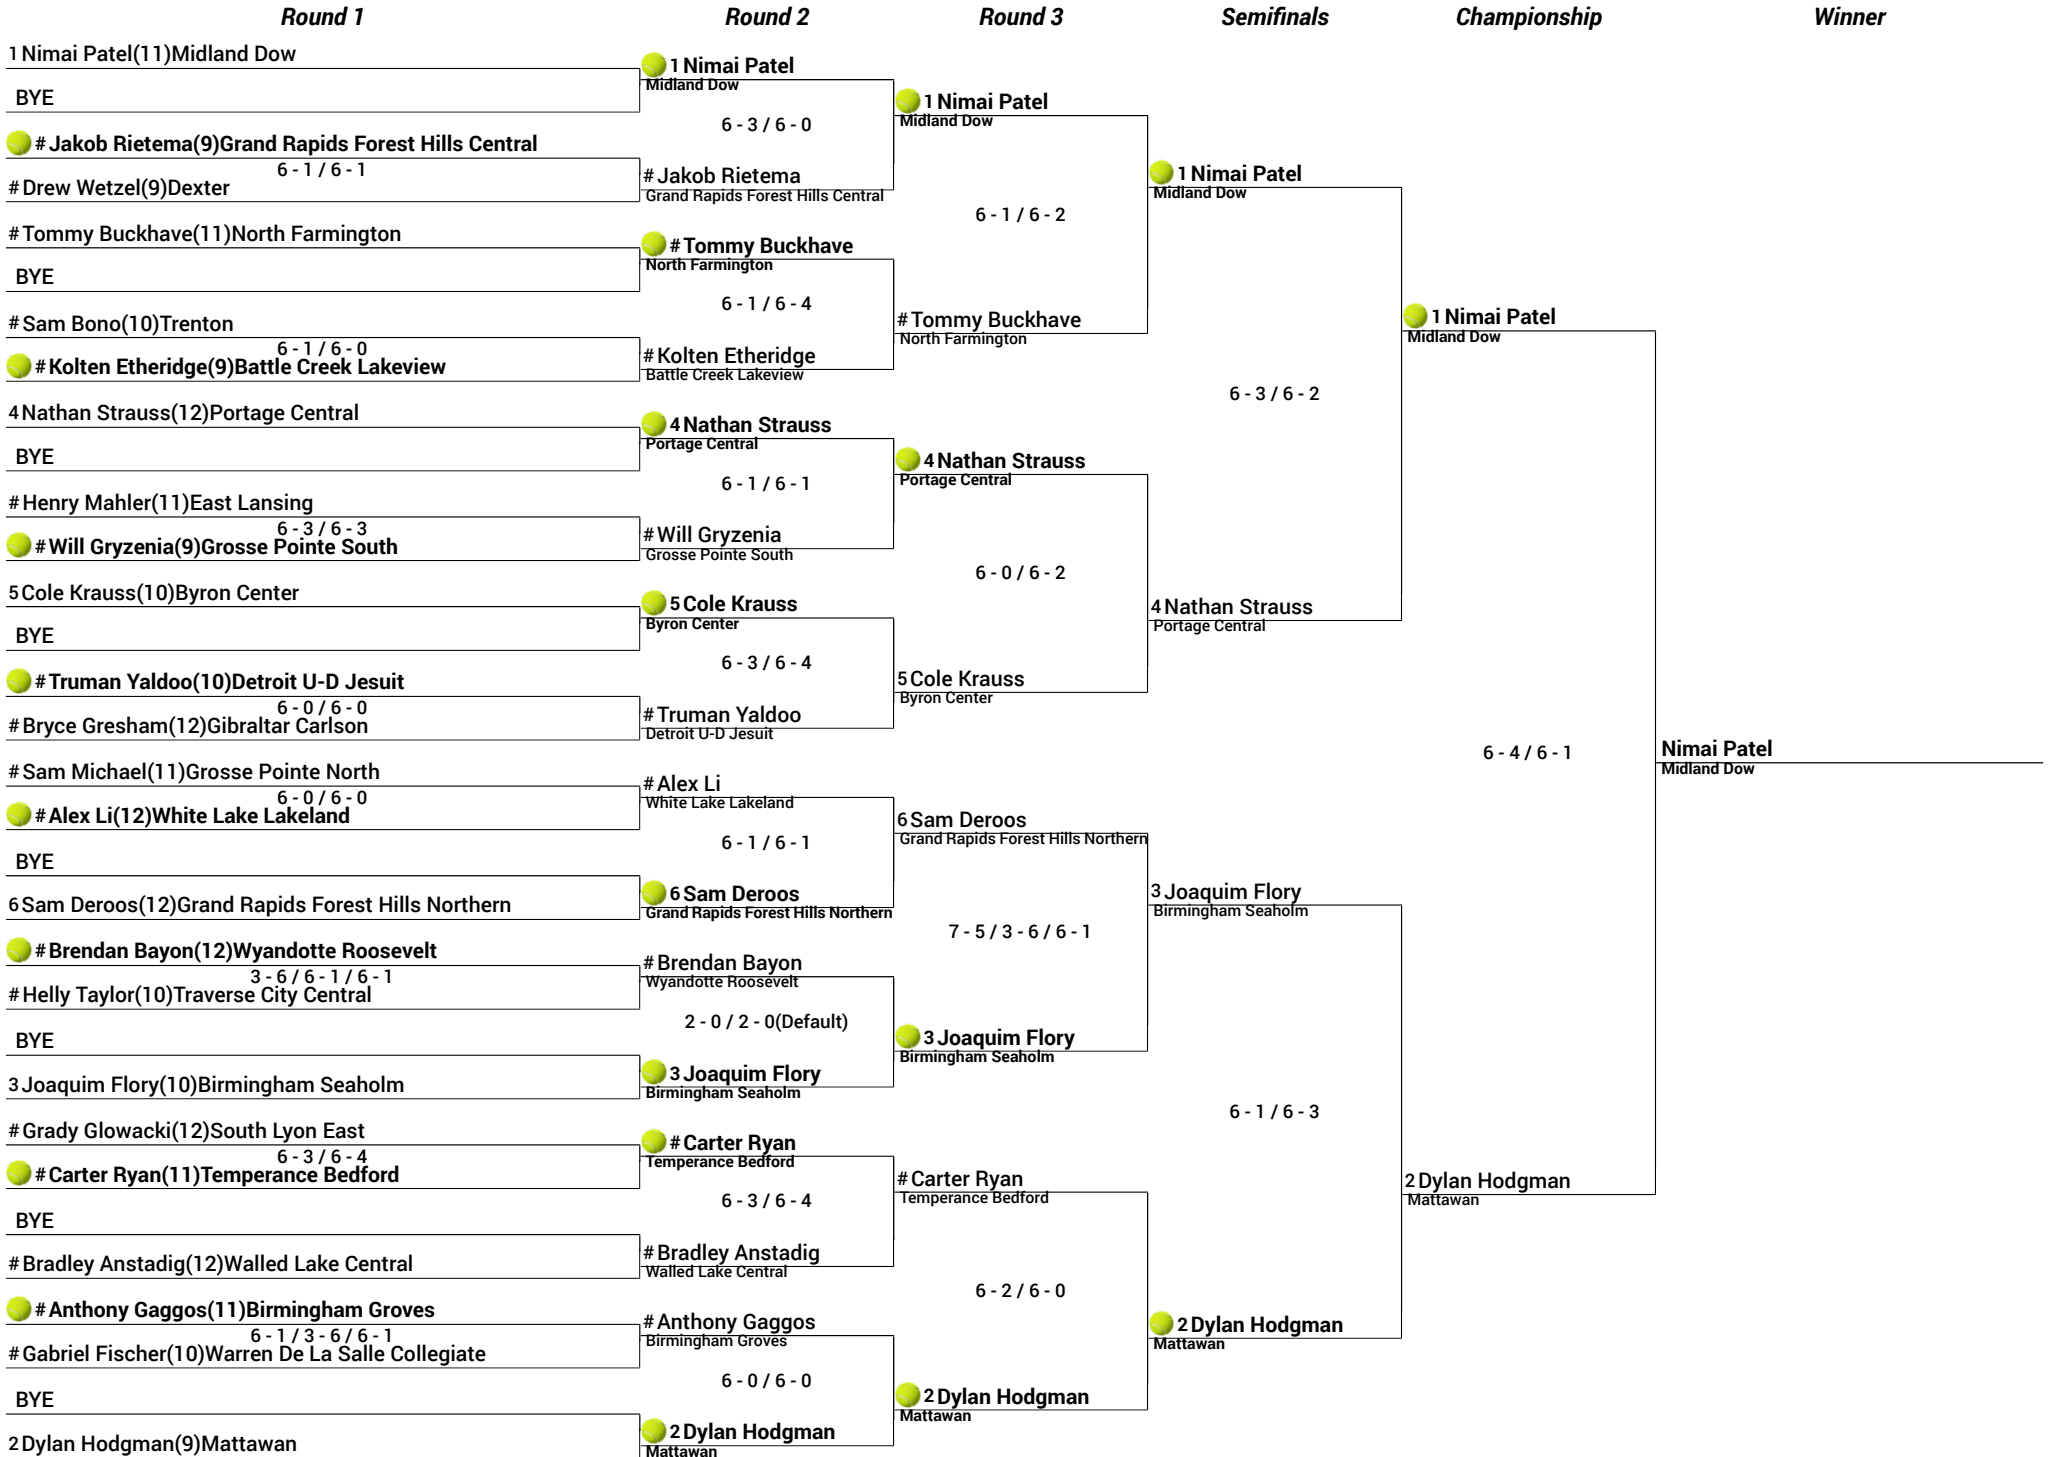 Round 1
Round 2
Round 3
Semifinals
Championship
Winner
1 Nimai Patel(11)Midland Dow
BYE
# Jakob Rietema(9)Grand Rapids Forest Hills Central
6 - 1 / 6 - 1
# Drew Wetzel(9)Dexter
# Tommy Buckhave(11)North Farmington
BYE
# Sam Bono(10)Trenton
6 - 1 / 6 - 0
# Kolten Etheridge(9)Battle Creek Lakeview
4 Nathan Strauss(12)Portage Central
BYE
# Henry Mahler(11)East Lansing
6 - 3 / 6 - 3
# Will Gryzenia(9)Grosse Pointe South
5 Cole Krauss(10)Byron Center
BYE
# Truman Yaldoo(10)Detroit U-D Jesuit
6 - 0 / 6 - 0
# Bryce Gresham(12)Gibraltar Carlson
# Sam Michael(11)Grosse Pointe North
6 - 0 / 6 - 0
# Alex Li(12)White Lake Lakeland
BYE
6 Sam Deroos(12)Grand Rapids Forest Hills Northern
# Brendan Bayon(12)Wyandotte Roosevelt
3 - 6 / 6 - 1 / 6 - 1
# Helly Taylor(10)Traverse City Central
BYE
3 Joaquim Flory(10)Birmingham Seaholm
# Grady Glowacki(12)South Lyon East
6 - 3 / 6 - 4
# Carter Ryan(11)Temperance Bedford
BYE
# Bradley Anstadig(12)Walled Lake Central
# Anthony Gaggos(11)Birmingham Groves
6 - 1 / 3 - 6 / 6 - 1
# Gabriel Fischer(10)Warren De La Salle Collegiate
BYE
2 Dylan Hodgman(9)Mattawan
1 Nimai Patel
Midland Dow
6 - 3 / 6 - 0
# Jakob Rietema
Grand Rapids Forest Hills Central
# Tommy Buckhave
North Farmington
6 - 1 / 6 - 4
# Kolten Etheridge
Battle Creek Lakeview
4 Nathan Strauss
Portage Central
6 - 1 / 6 - 1
# Will Gryzenia
Grosse Pointe South
5 Cole Krauss
Byron Center
6 - 3 / 6 - 4
# Truman Yaldoo
Detroit U-D Jesuit
# Alex Li
White Lake Lakeland
6 - 1 / 6 - 1
6 Sam Deroos
Grand Rapids Forest Hills Northern
# Brendan Bayon
Wyandotte Roosevelt
2 - 0 / 2 - 0(Default)
3 Joaquim Flory
Birmingham Seaholm
# Carter Ryan
Temperance Bedford
6 - 3 / 6 - 4
# Bradley Anstadig
Walled Lake Central
# Anthony Gaggos
Birmingham Groves
6 - 0 / 6 - 0
2 Dylan Hodgman
Mattawan
1 Nimai Patel
Midland Dow
6 - 1 / 6 - 2
# Tommy Buckhave
North Farmington
4 Nathan Strauss
Portage Central
6 - 0 / 6 - 2
5 Cole Krauss
Byron Center
6 Sam Deroos
Grand Rapids Forest Hills Northern
7 - 5 / 3 - 6 / 6 - 1
3 Joaquim Flory
Birmingham Seaholm
# Carter Ryan
Temperance Bedford
6 - 2 / 6 - 0
2 Dylan Hodgman
Mattawan
1 Nimai Patel
Midland Dow
6 - 3 / 6 - 2
4 Nathan Strauss
Portage Central
3 Joaquim Flory
Birmingham Seaholm
6 - 1 / 6 - 3
2 Dylan Hodgman
Mattawan
1 Nimai Patel
Midland Dow
6 - 4 / 6 - 1
2 Dylan Hodgman
Mattawan
Nimai Patel
Midland Dow